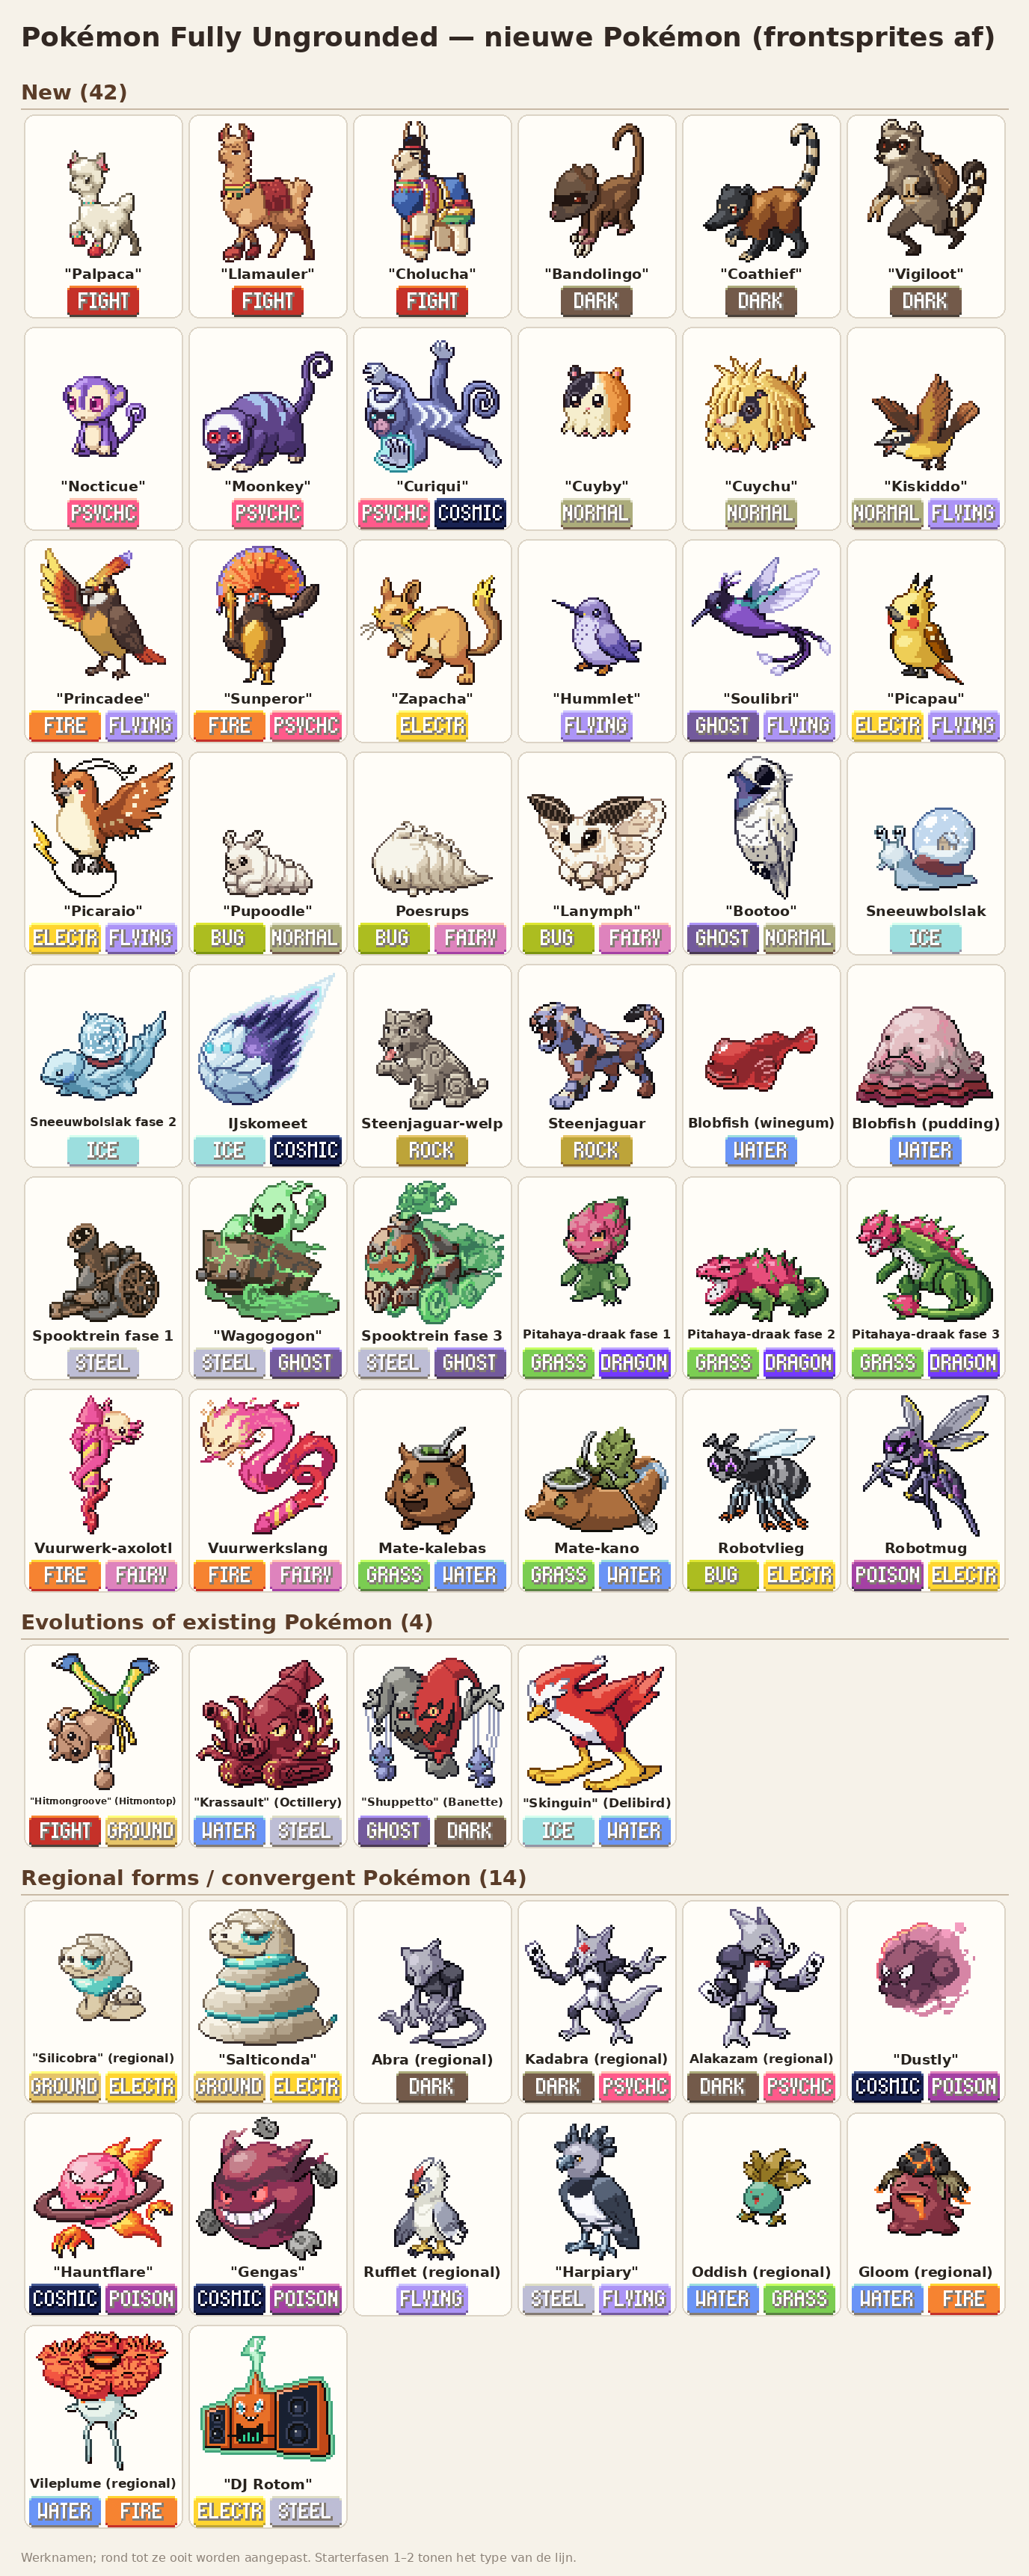 Pokémon Fully Ungrounded — nieuwe Pokémon (frontsprites af)
New (42)
"Palpaca" "Llamauler" "Cholucha" "Bandolingo" "Coathief" "Vigiloot"
FIGHT FIGHT FIGHT DARK DARK DARK
"Nocticue" "Moonkey" "Curiqui" "Cuyby" "Cuychu" "Kiskiddo"
PSYCHC PSYCHC PSYCHC COSMIC NORMAL NORMAL NORMAL FLYING
"Princadee" "Sunperor" "Zapacha" "Hummlet" "Soulibri" "Picapau"
FIRE FLYING FIRE PSYCHC ELECTR FLYING GHOST FLYING ELECTR FLYING
"Picaraio" "Pupoodle" Poesrups "Lanymph" "Bootoo" Sneeuwbolslak
ELECTR FLYING BUG NORMAL BUG FAIRY BUG FAIRY GHOST NORMAL ICE
Sneeuwbolslak fase 2 IJskomeet Steenjaguar-welp Steenjaguar Blobfish (winegum) Blobfish (pudding)
ICE ICE COSMIC ROCK ROCK WATER WATER
Spooktrein fase 1 "Wagogogon" Spooktrein fase 3 Pitahaya-draak fase 1 Pitahaya-draak fase 2 Pitahaya-draak fase 3
STEEL STEEL GHOST STEEL GHOST GRASS DRAGON GRASS DRAGON GRASS DRAGON
Vuurwerk-axolotl Vuurwerkslang Mate-kalebas Mate-kano Robotvlieg Robotmug
FIRE FAIRY FIRE FAIRY GRASS WATER GRASS WATER BUG ELECTR POISON ELECTR
Evolutions of existing Pokémon (4)
"Hitmongroove" (Hitmontop) "Krassault" (Octillery) "Shuppetto" (Banette) "Skinguin" (Delibird)
FIGHT GROUND WATER STEEL GHOST DARK ICE WATER
Regional forms / convergent Pokémon (14)
"Silicobra" (regional) "Salticonda" Abra (regional) Kadabra (regional) Alakazam (regional) "Dustly"
GROUND ELECTR GROUND ELECTR DARK DARK PSYCHC DARK PSYCHC COSMIC POISON
"Hauntflare" "Gengas" Rufflet (regional) "Harpiary" Oddish (regional) Gloom (regional)
COSMIC POISON COSMIC POISON FLYING STEEL FLYING WATER GRASS WATER FIRE
Vileplume (regional) "DJ Rotom"
WATER FIRE ELECTR STEEL
Werknamen; rond tot ze ooit worden aangepast. Starterfasen 1–2 tonen het type van de lijn.